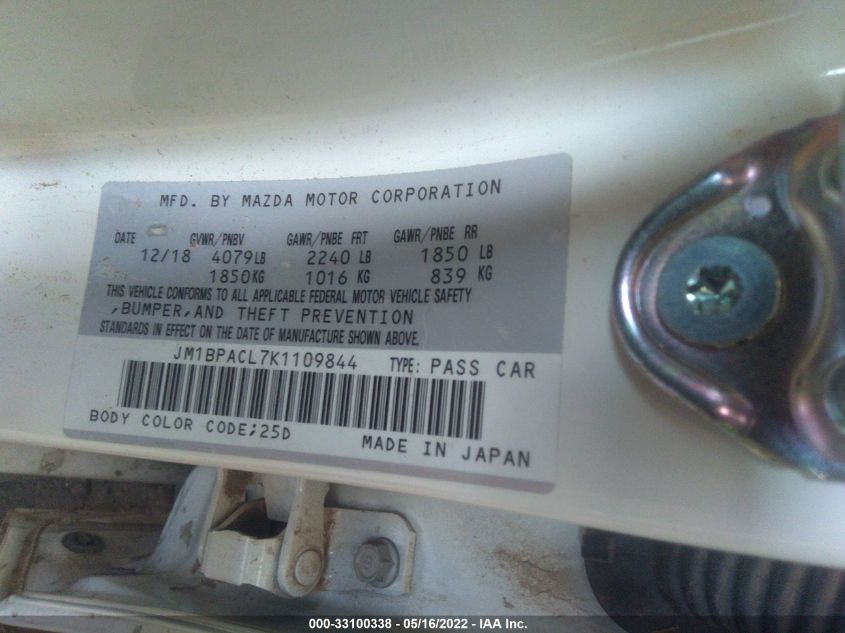 MFD. BY MAZDA MOTOR CORPORATION
DATE GVWR/PNBV GAWR/PNBE FRT GAWR/PNBE RR
12/18 4079LB 2240 LB 1850 LB
1850KG 1016 KG 839 KG
THIS VEHICLE CONFORMS TO ALL APPLICABLE FEDERAL MOTOR VEHICLE SAFETY
,BUMPER,AND THEFT PREVENTION
STANDARDS IN EFFECT ON THE DATE OF MANUFACTURE SHOWN ABOVE.
JM1BPACL7K1109844 TYPE: PASS CAR
BODY COLOR CODE;25D
MADE IN JAPAN
000-33100338 - 05/16/2022 - IAA Inc.